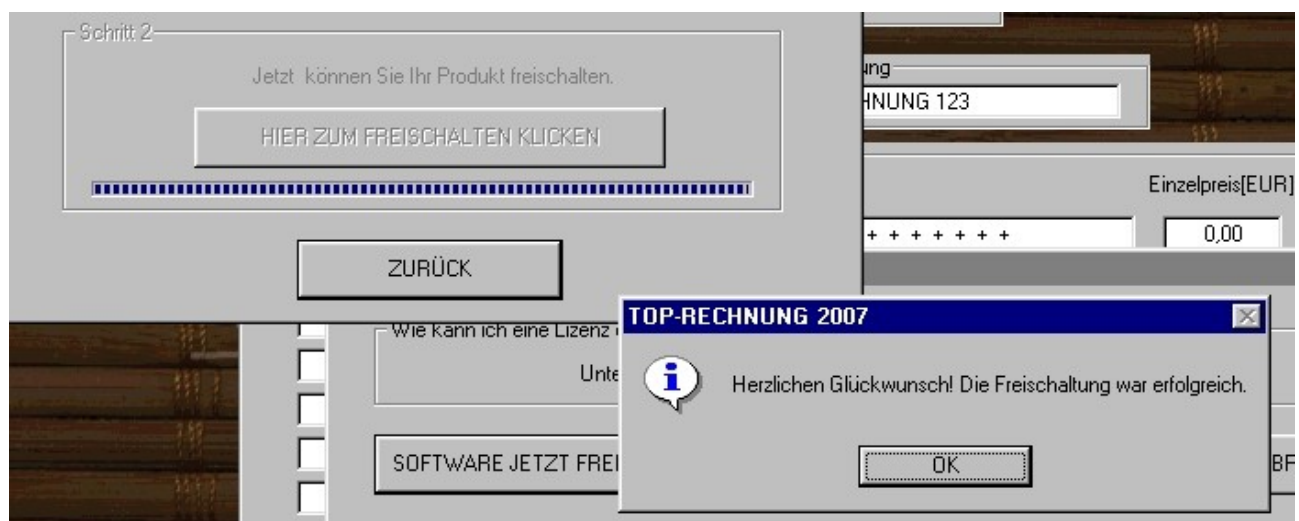 Schritt 2
Jetzt können Sie Ihr Produkt freischalten.
HIER ZUM FREISCHALTEN KLICKEN
ZURÜCK
HNUNG 123
Einzelpreis[EUR]
+ + + + + + +
0,00
Wie kann ich eine Lizenz
Unte
SOFTWARE JETZT FREI
TOP-RECHNUNG 2007
Herzlichen Glückwunsch! Die Freischaltung war erfolgreich.
OK